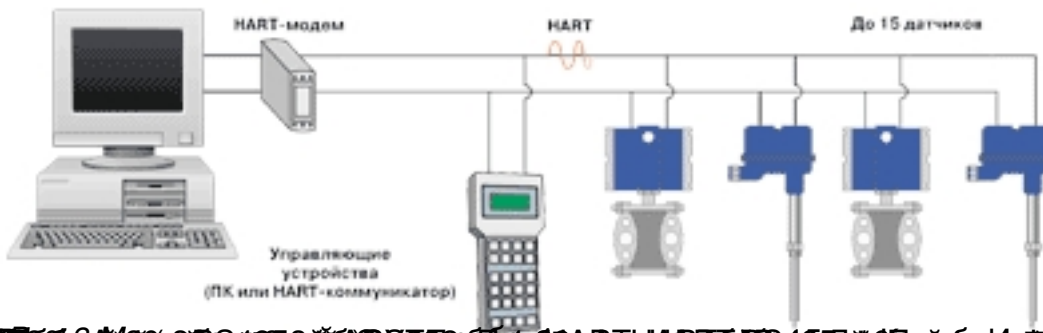 HART-модем
HART
До 15 датчиков
Управляющие
устройства
(ПК или HART-коммуникатор)